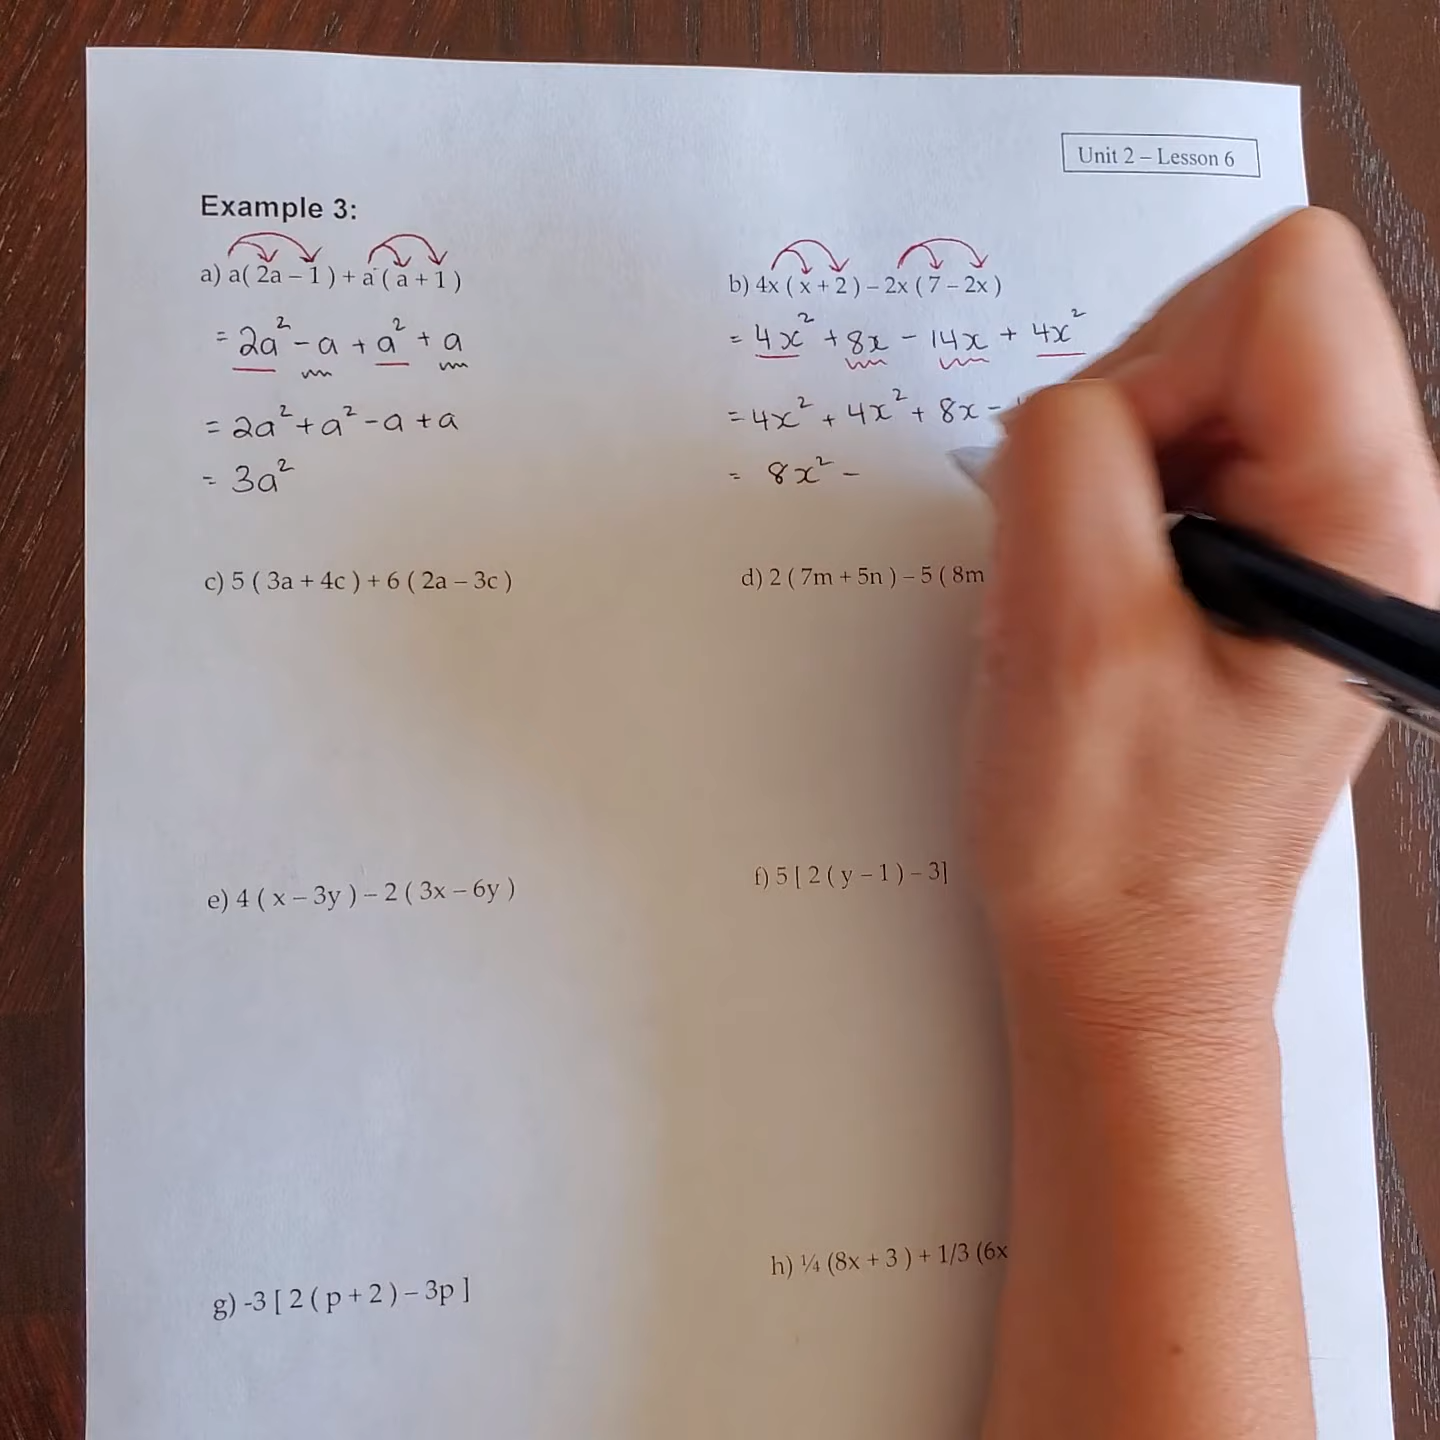 Unit 2 – Lesson 6
Example 3:
a) a( 2a – 1 ) + a ( a + 1 )
= 2a² - a + a² + a
= 2a² + a² - a + a
= 3a²
b) 4x ( x + 2 ) – 2x ( 7 – 2x )
= 4x² + 8x - 14x + 4x²
= 4x² + 4x² + 8x -
= 8x² -
c) 5 ( 3a + 4c ) + 6 ( 2a – 3c )
d) 2 ( 7m + 5n ) – 5 ( 8m
e) 4 ( x – 3y ) – 2 ( 3x – 6y )
f) 5 [ 2 ( y – 1 ) – 3]
g) -3 [ 2 ( p + 2 ) – 3p ]
h) ¼ (8x + 3 ) + 1/3 (6x